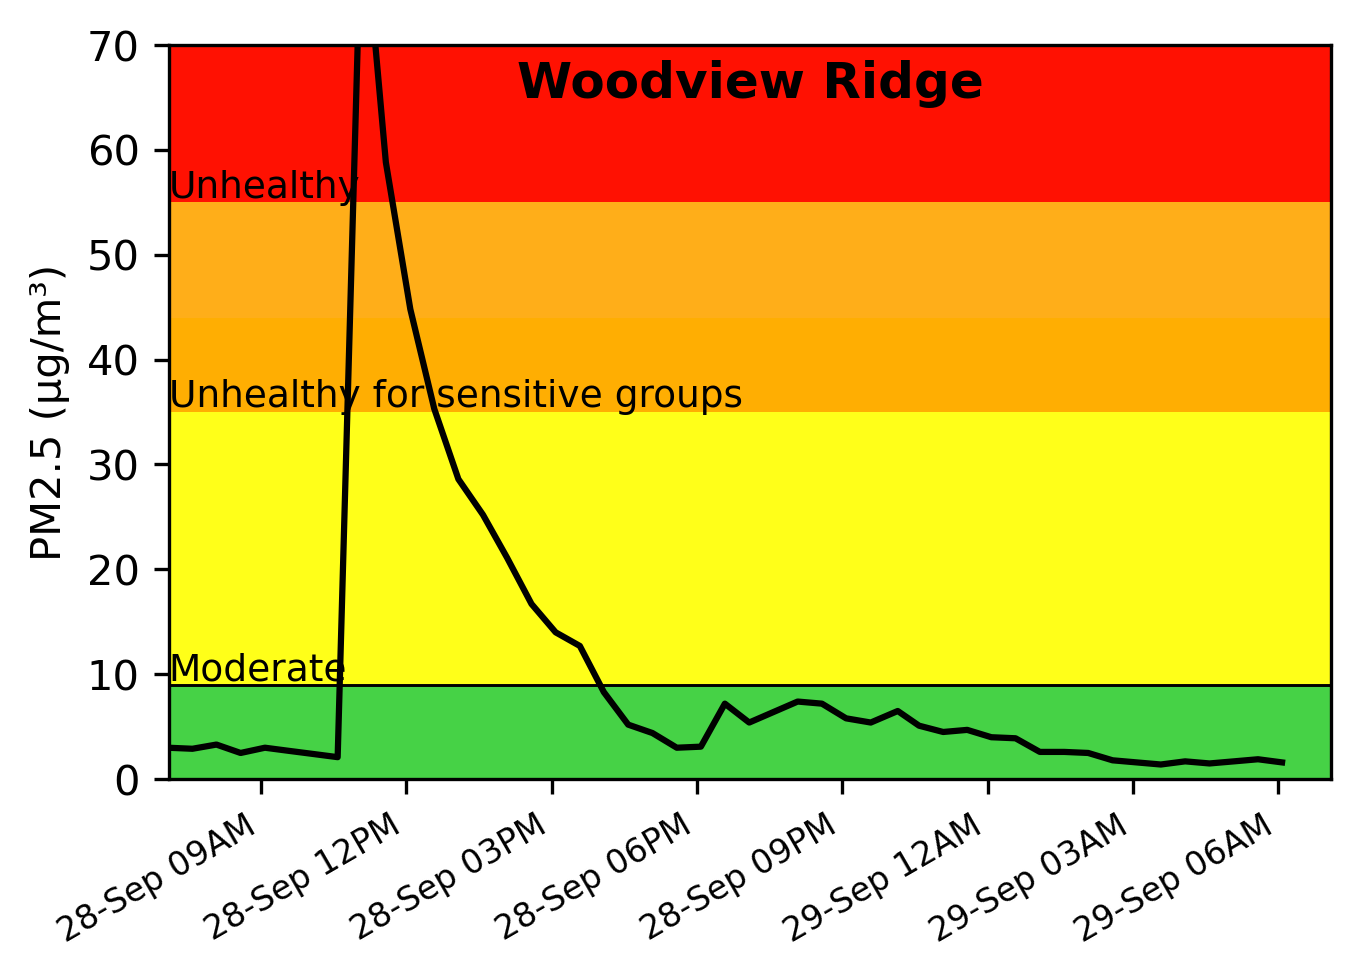 Woodview Ridge
70
60
50
40
30
20
10
0
PM2.5 (µg/m³)
Unhealthy
Unhealthy for sensitive groups
Moderate
28-Sep 09AM
28-Sep 12PM
28-Sep 03PM
28-Sep 06PM
28-Sep 09PM
29-Sep 12AM
29-Sep 03AM
29-Sep 06AM